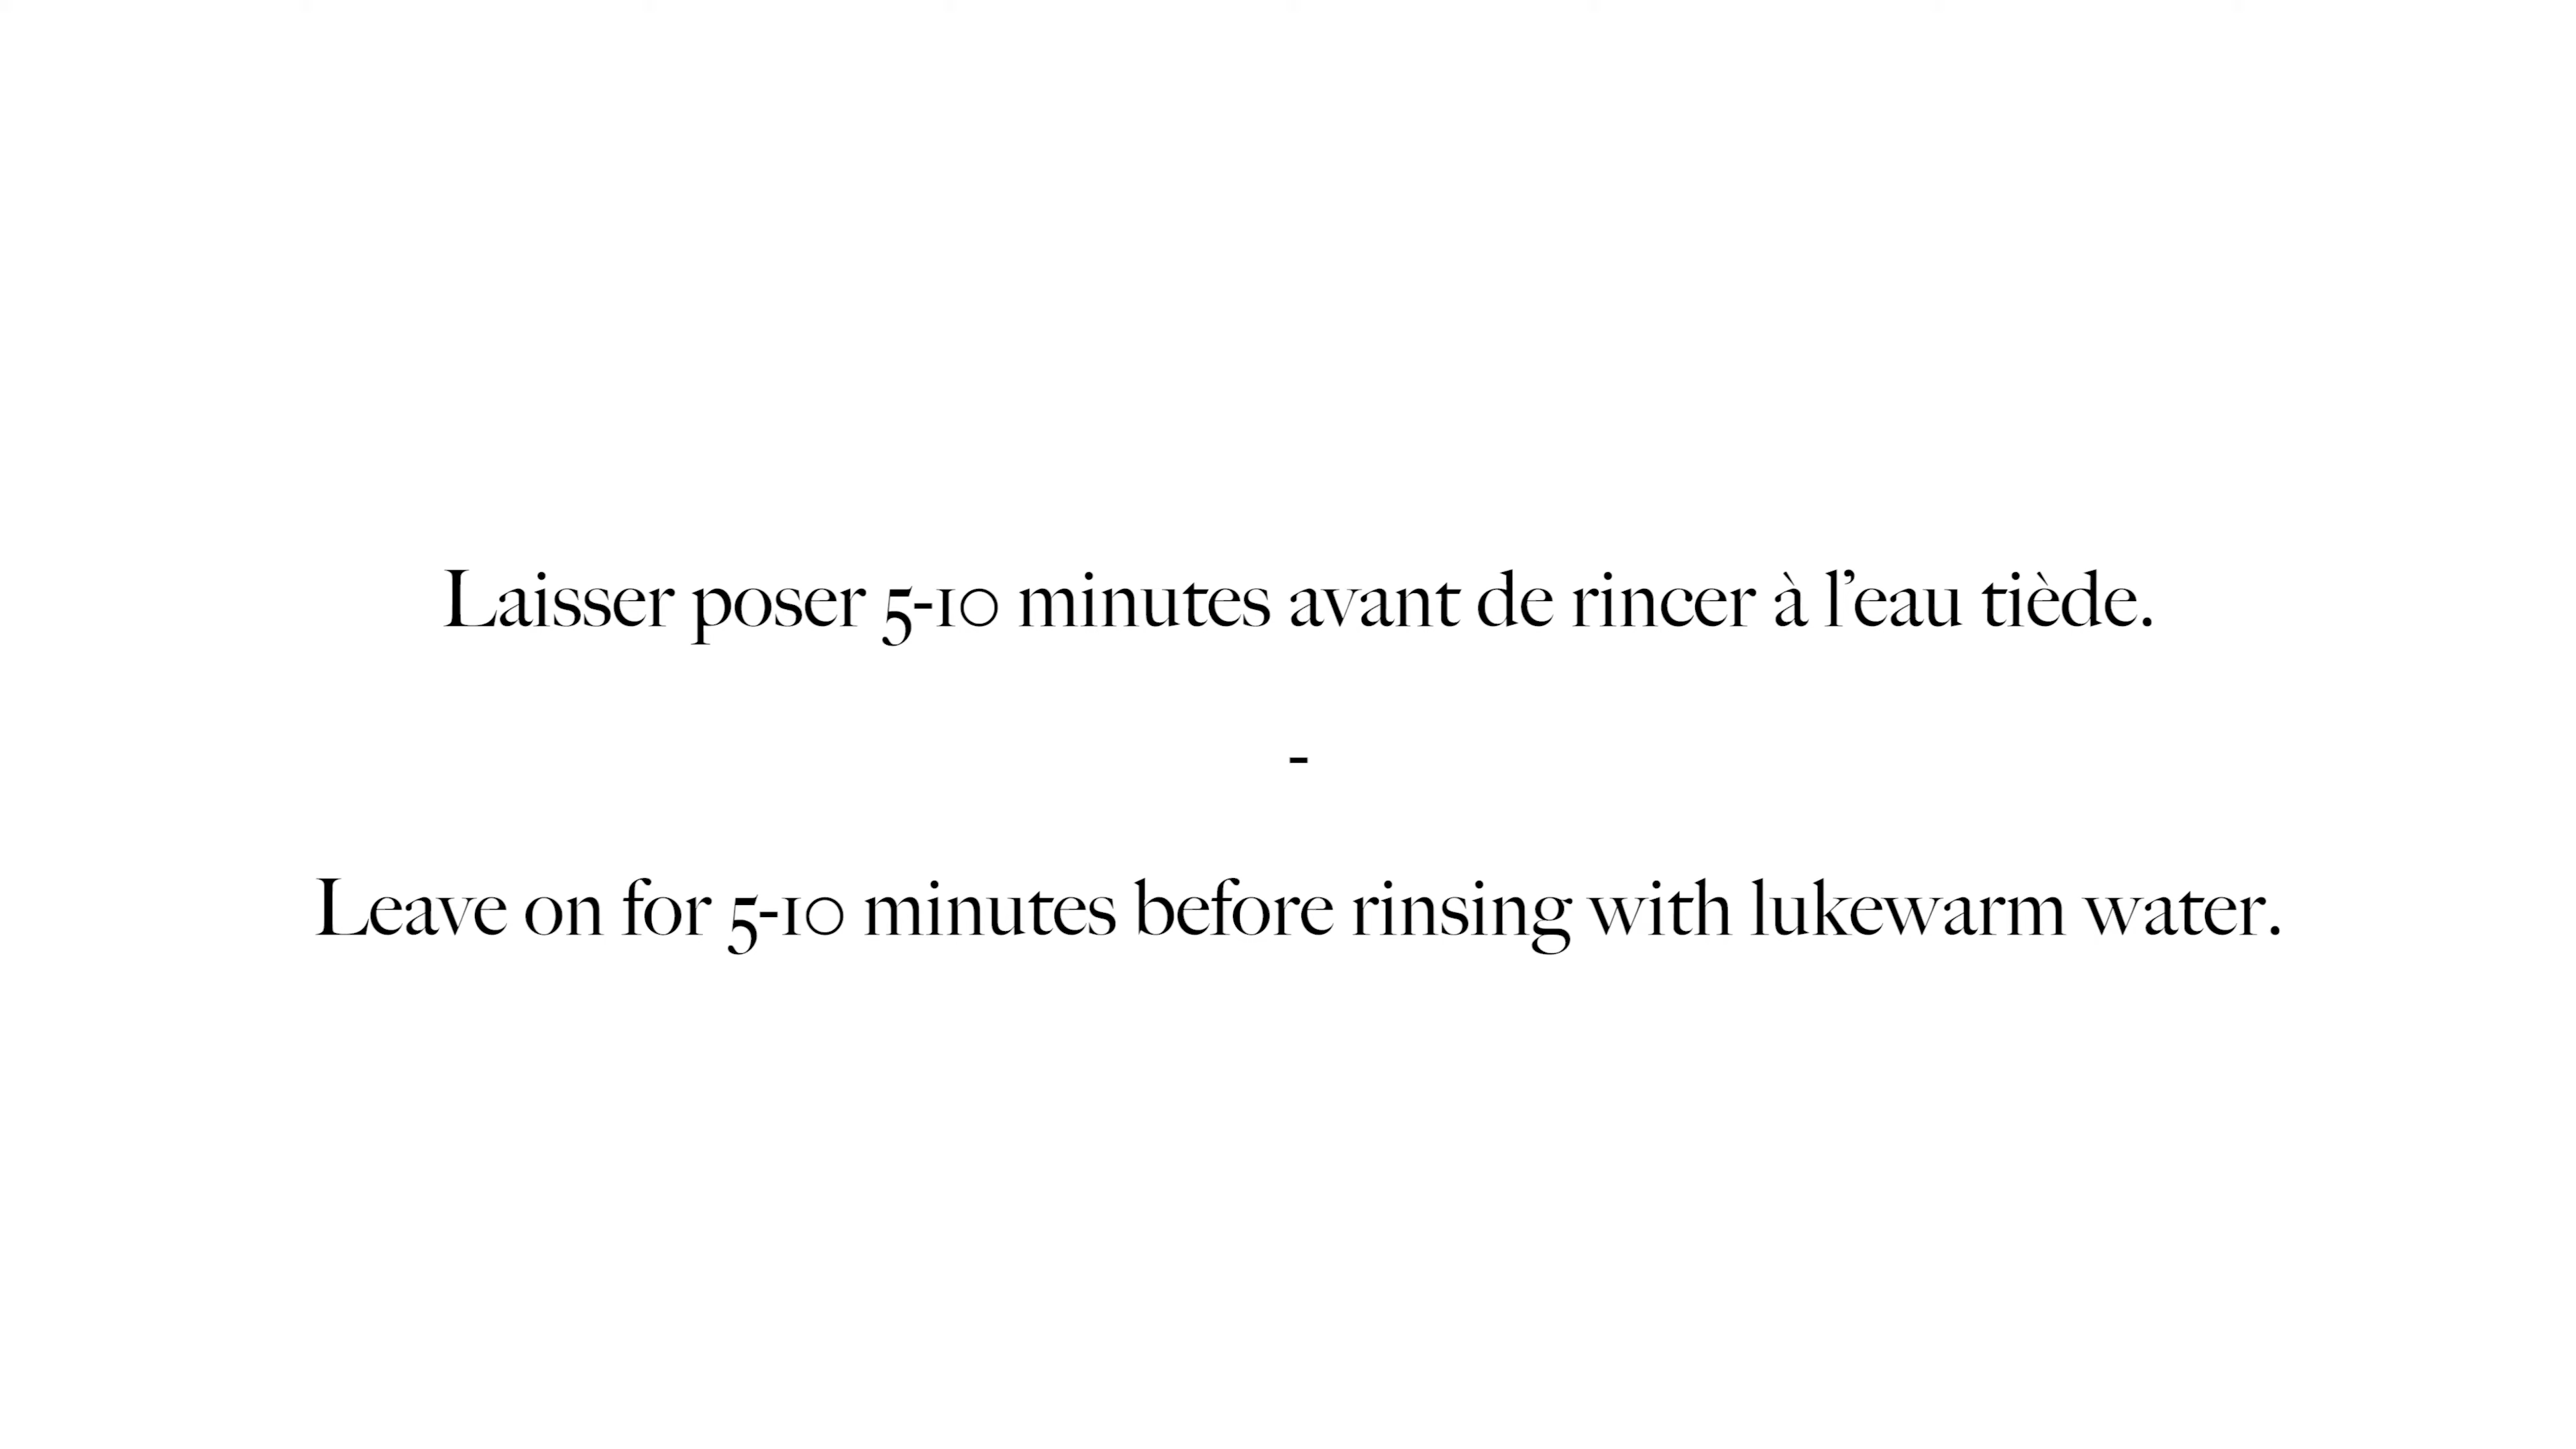 Laisser poser 5-10 minutes avant de rincer à l’eau tiède.
-
Leave on for 5-10 minutes before rinsing with lukewarm water.